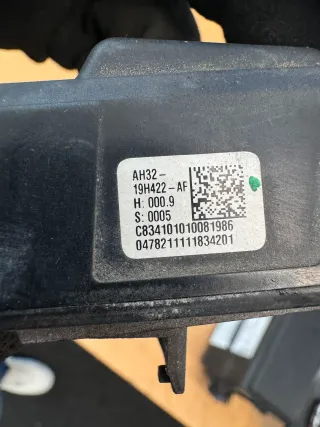 AH32-
19H422-AF
H: 000.9
S: 0005
C834101010081986
0478211111834201